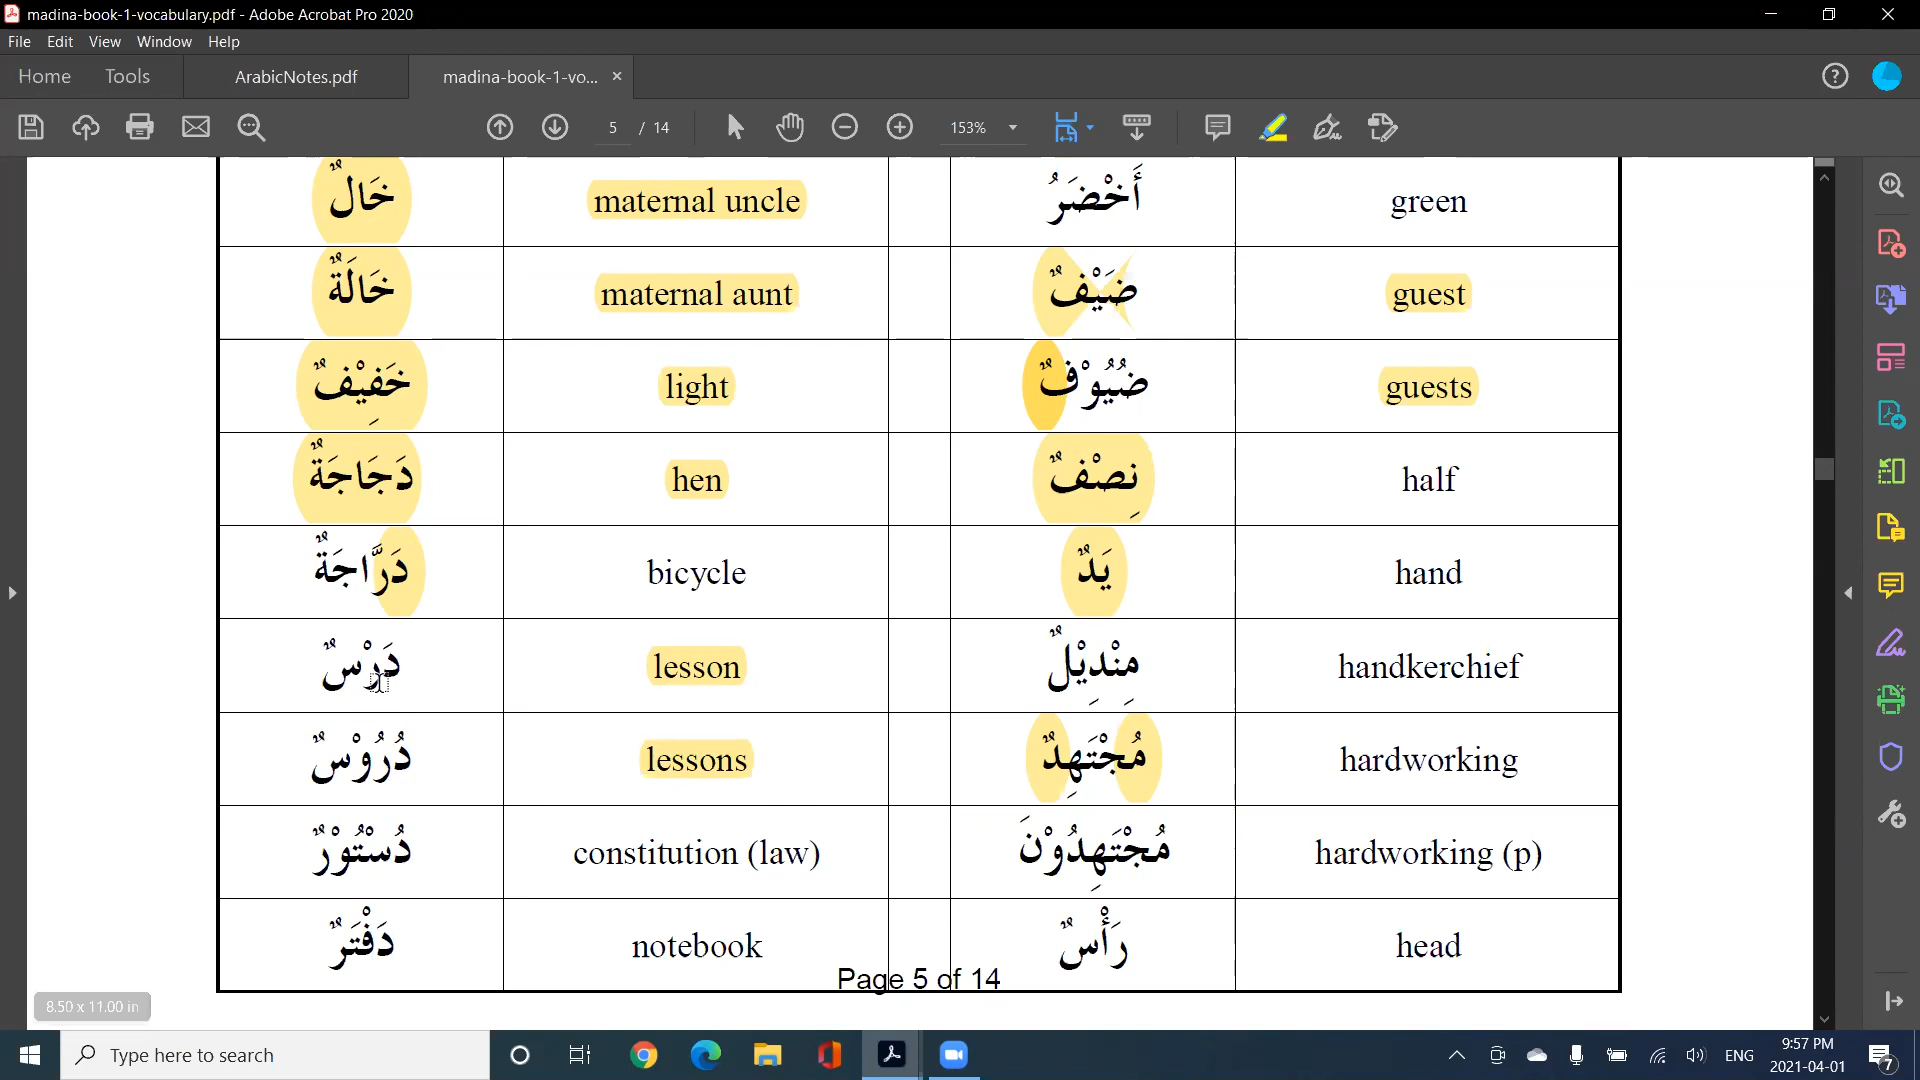 madina-book-1-vocabulary.pdf - Adobe Acrobat Pro 2020
File Edit View Window Help
Home Tools ArabicNotes.pdf madina-book-1-vo... ×
5 / 14 153%
خَالٌ maternal uncle أَخْضَرُ green
خَالَةٌ maternal aunt ضَيْفٌ guest
خَفِيْفٌ light ضُيُوْفٌ guests
دَجَاجَةٌ hen نِصْفٌ half
دَرَّاجَةٌ bicycle يَدٌ hand
دَرْسٌ lesson مِنْدِيْلٌ handkerchief
دُرُوْسٌ lessons مُجْتَهِدٌ hardworking
دُسْتُوْرٌ constitution (law) مُجْتَهِدُوْنَ hardworking (p)
دَفْتَرٌ notebook رَأْسٌ head
Page 5 of 14
8.50 x 11.00 in
Type here to search
ENG
9:57 PM
2021-04-01
7